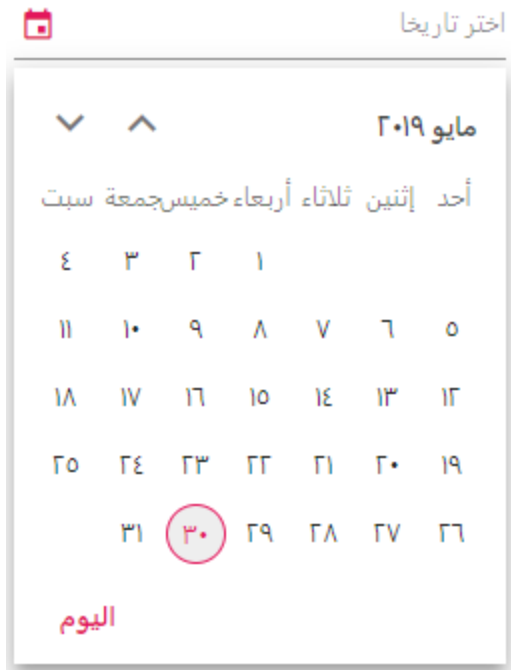 اختر تاريخا
مايو ٢٠١٩
أحد إثنين ثلاثاء أربعاء خميس جمعة سبت
١ ٢ ٣ ٤
٥ ٦ ٧ ٨ ٩ ١٠ ١١
١٢ ١٣ ١٤ ١٥ ١٦ ١٧ ١٨
١٩ ٢٠ ٢١ ٢٢ ٢٣ ٢٤ ٢٥
٢٦ ٢٧ ٢٨ ٢٩ ٣٠ ٣١
اليوم